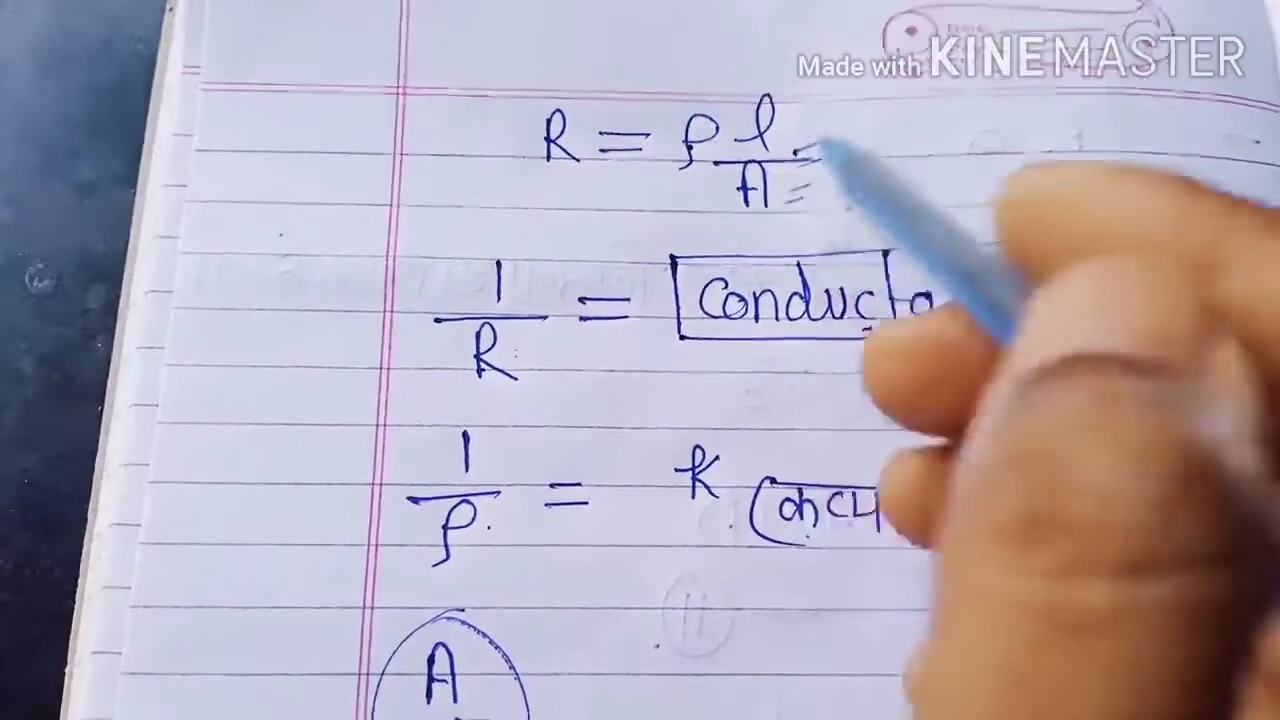 Made with KINEMASTER
R = ρ l/A =
1/R = Conducta
1/ρ = k
A